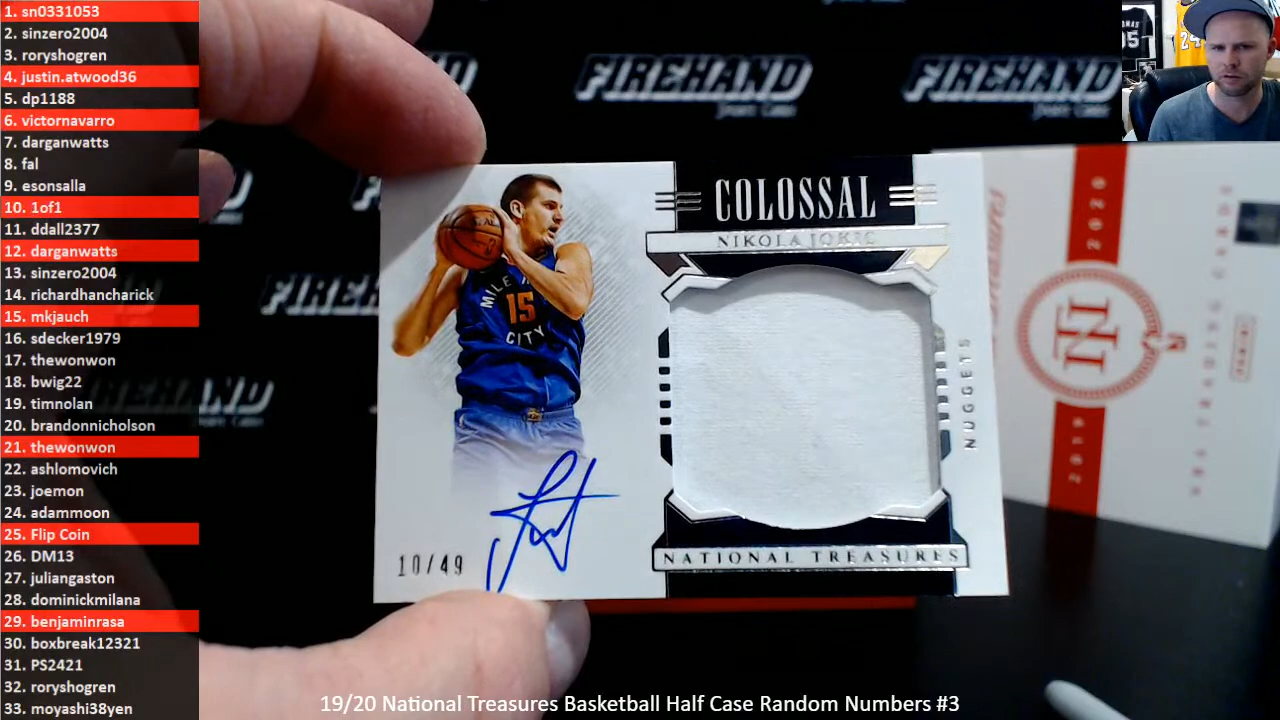 1. sn0331053
2. sinzero2004
3. roryshogren
4. justin.atwood36
5. dp1188
6. victornavarro
7. darganwatts
8. fal
9. esonsalla
10. 1of1
11. ddall2377
12. darganwatts
13. sinzero2004
14. richardhancharick
15. mkjauch
16. sdecker1979
17. thewonwon
18. bwig22
19. timnolan
20. brandonnicholson
21. thewonwon
22. ashlomovich
23. joemon
24. adammoon
25. Flip Coin
26. DM13
27. juliangaston
28. dominickmilana
29. benjaminrasa
30. boxbreak12321
31. PS2421
32. roryshogren
33. moyashi38yen
FIREHAND
FIREHAND
24
COLOSSAL
NIKOLA JOKIC
MILE HIGH
15
CITY
NUGGETS
10/49
NATIONAL TREASURES
2019
2020
NT
PANINI
19/20 National Treasures Basketball Half Case Random Numbers #3